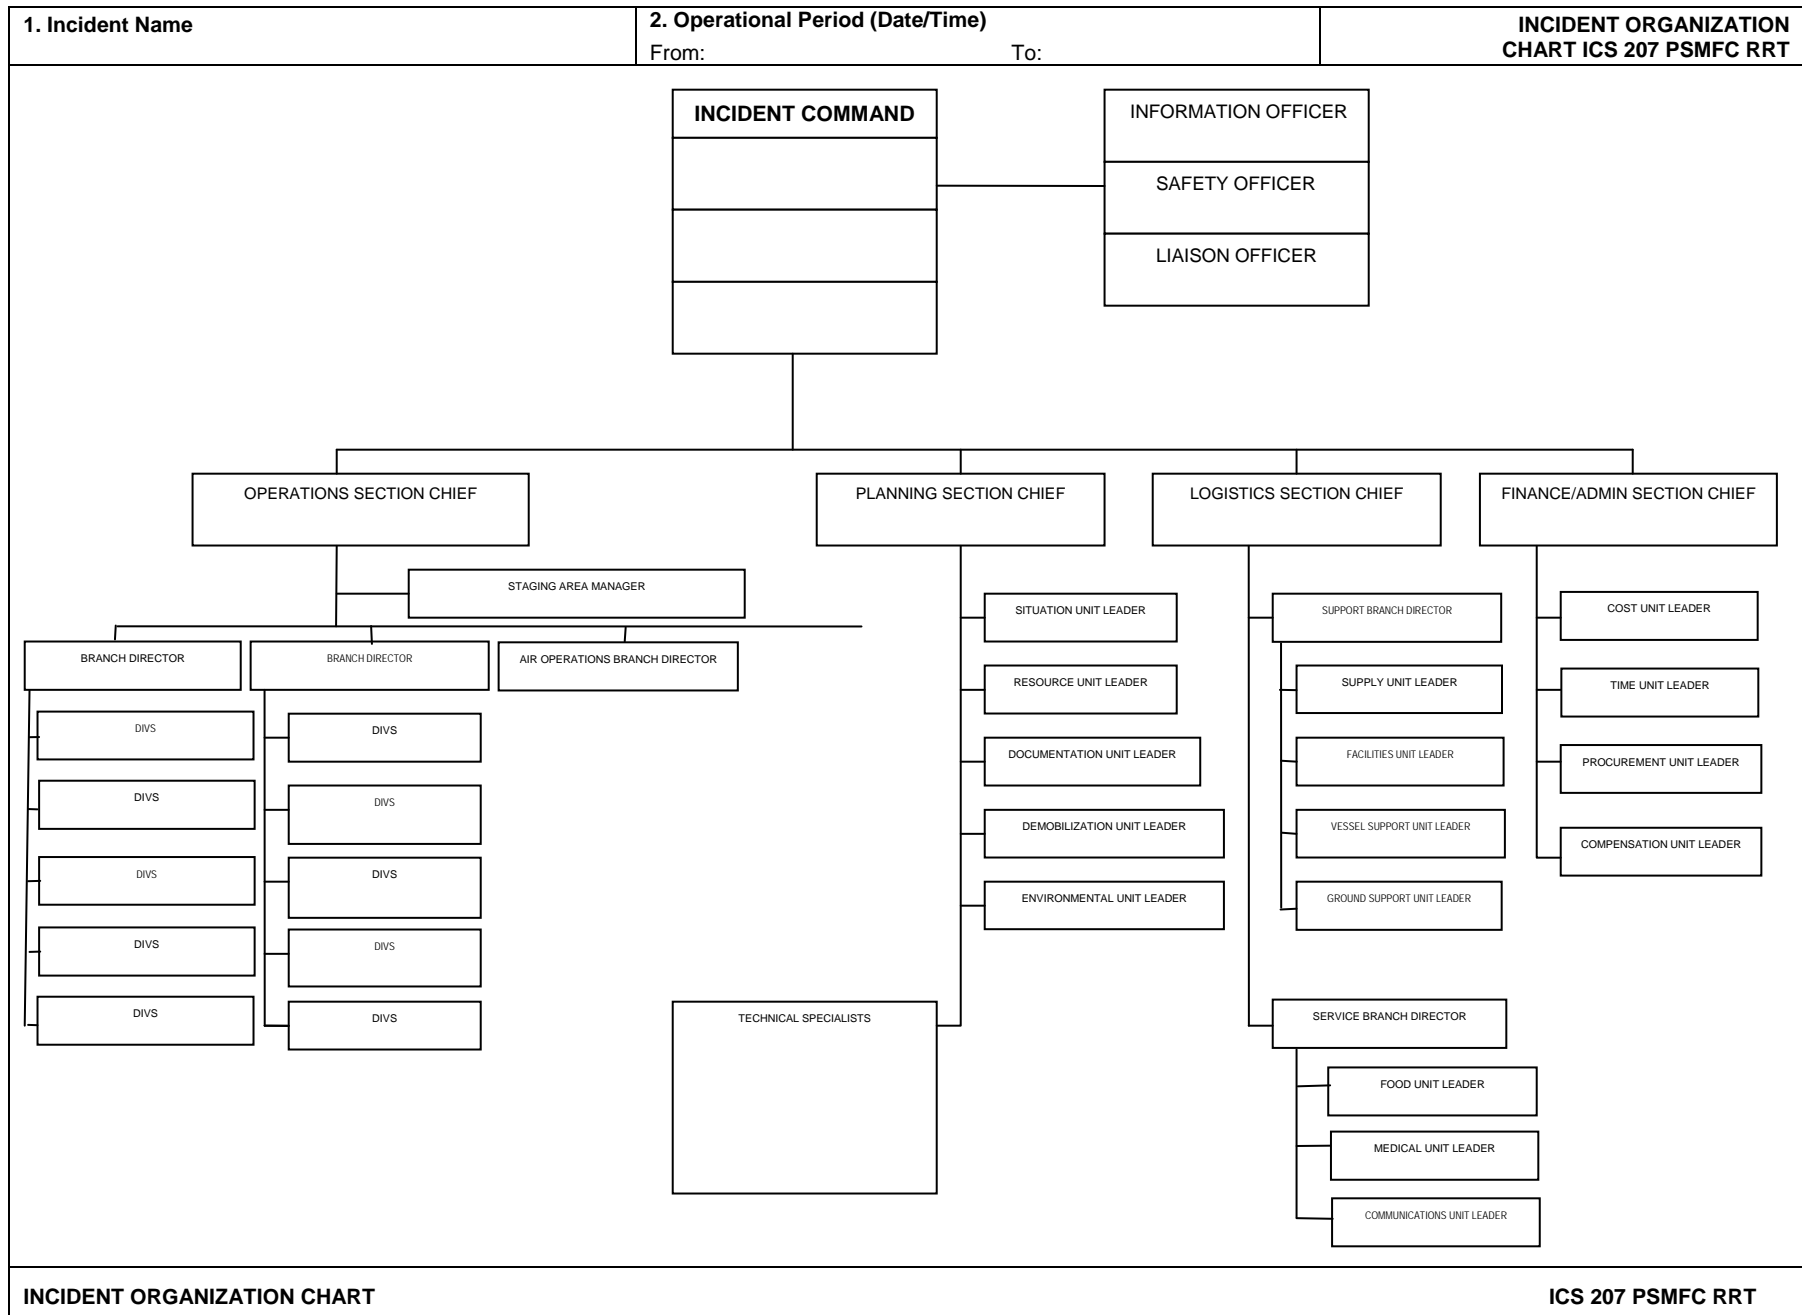 1. Incident Name
2. Operational Period (Date/Time)
From: To:
INCIDENT ORGANIZATION
CHART ICS 207 PSMFC RRT
INCIDENT COMMAND
INFORMATION OFFICER
SAFETY OFFICER
LIAISON OFFICER
OPERATIONS SECTION CHIEF
PLANNING SECTION CHIEF
LOGISTICS SECTION CHIEF
FINANCE/ADMIN SECTION CHIEF
STAGING AREA MANAGER
BRANCH DIRECTOR
BRANCH DIRECTOR
AIR OPERATIONS BRANCH DIRECTOR
DIVS
DIVS
DIVS
DIVS
DIVS
DIVS
DIVS
DIVS
DIVS
DIVS
SITUATION UNIT LEADER
RESOURCE UNIT LEADER
DOCUMENTATION UNIT LEADER
DEMOBILIZATION UNIT LEADER
ENVIRONMENTAL UNIT LEADER
TECHNICAL SPECIALISTS
SUPPORT BRANCH DIRECTOR
SUPPLY UNIT LEADER
FACILITIES UNIT LEADER
VESSEL SUPPORT UNIT LEADER
GROUND SUPPORT UNIT LEADER
SERVICE BRANCH DIRECTOR
FOOD UNIT LEADER
MEDICAL UNIT LEADER
COMMUNICATIONS UNIT LEADER
COST UNIT LEADER
TIME UNIT LEADER
PROCUREMENT UNIT LEADER
COMPENSATION UNIT LEADER
INCIDENT ORGANIZATION CHART
ICS 207 PSMFC RRT